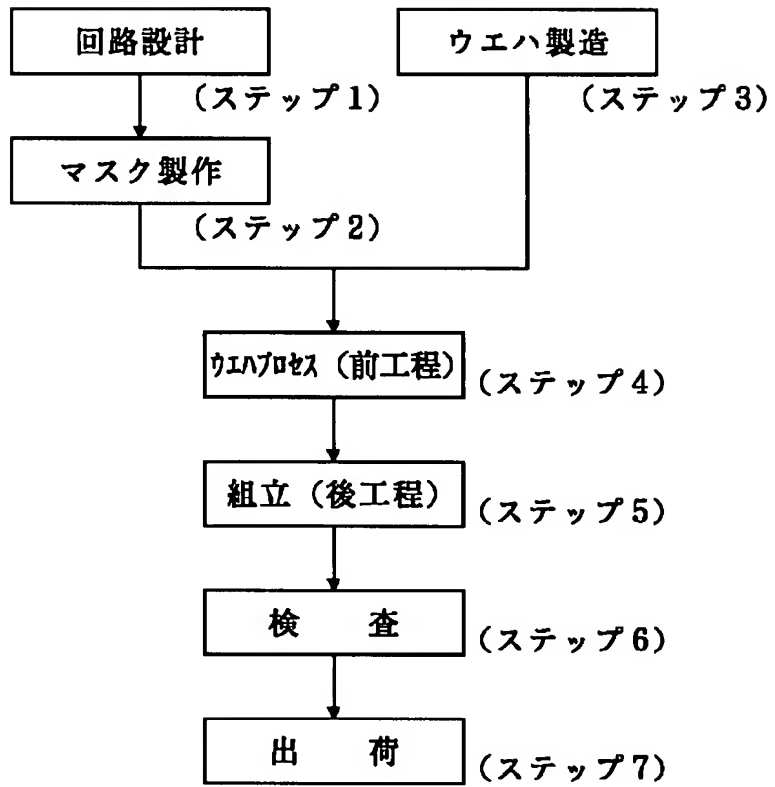 回路設計
ウエハ製造
(ステップ1)
(ステップ3)
マスク製作
(ステップ2)
ウエハプロセス(前工程)
(ステップ4)
組立(後工程)
(ステップ5)
検 査
(ステップ6)
出 荷
(ステップ7)